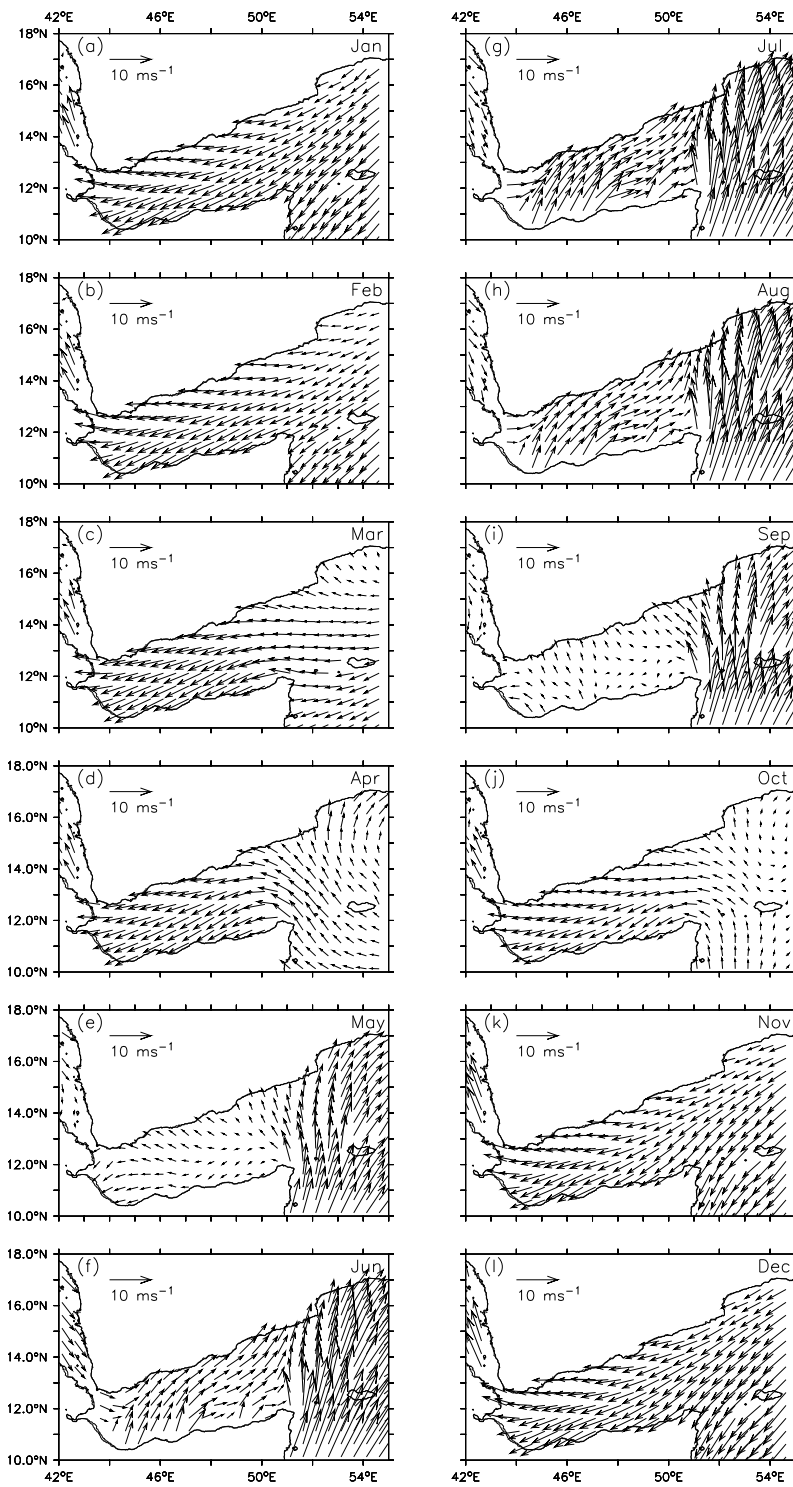 42°E 46°E 50°E 54°E 42°E 46°E 50°E 54°E
18°N
(a) Jan
10 ms⁻¹
16°N
14°N
12°N
10°N
(g) Jul
10 ms⁻¹
18°N
(b) Feb
10 ms⁻¹
16°N
14°N
12°N
10°N
(h) Aug
10 ms⁻¹
18°N
(c) Mar
10 ms⁻¹
16°N
14°N
12°N
10°N
(i) Sep
10 ms⁻¹
18.0°N
(d) Apr
10 ms⁻¹
16.0°N
14.0°N
12.0°N
10.0°N
(j) Oct
10 ms⁻¹
18.0°N
(e) May
10 ms⁻¹
16.0°N
14.0°N
12.0°N
10.0°N
(k) Nov
10 ms⁻¹
18.0°N
(f) Jun
10 ms⁻¹
16.0°N
14.0°N
12.0°N
10.0°N
(l) Dec
10 ms⁻¹
42°E 46°E 50°E 54°E 42°E 46°E 50°E 54°E